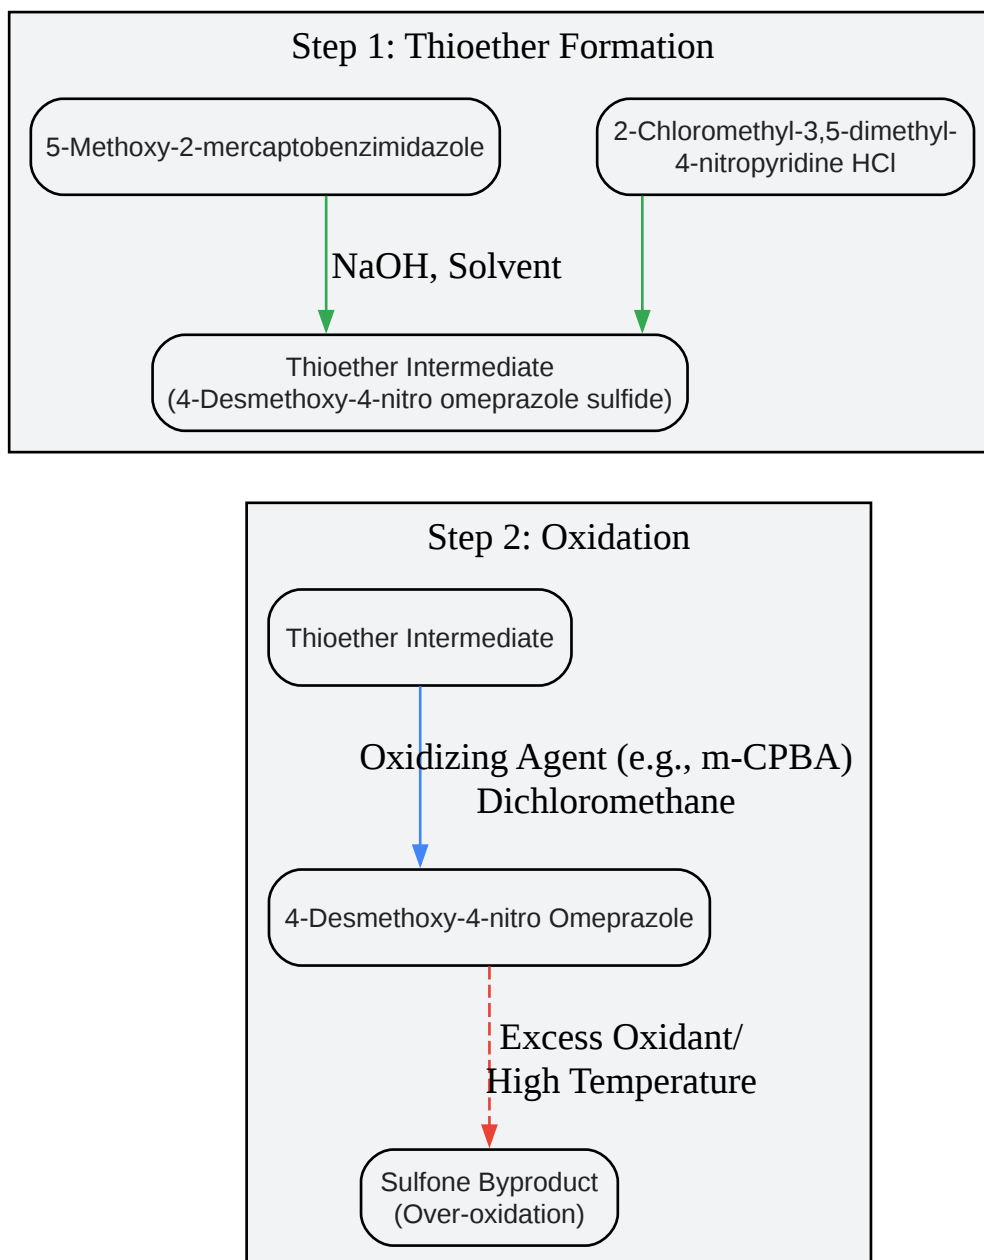 Step 1: Thioether Formation
5-Methoxy-2-mercaptobenzimidazole
2-Chloromethyl-3,5-dimethyl-
4-nitropyridine HCl
NaOH, Solvent
Thioether Intermediate
(4-Desmethoxy-4-nitro omeprazole sulfide)
Step 2: Oxidation
Thioether Intermediate
Oxidizing Agent (e.g., m-CPBA)
Dichloromethane
4-Desmethoxy-4-nitro Omeprazole
Excess Oxidant/
High Temperature
Sulfone Byproduct
(Over-oxidation)